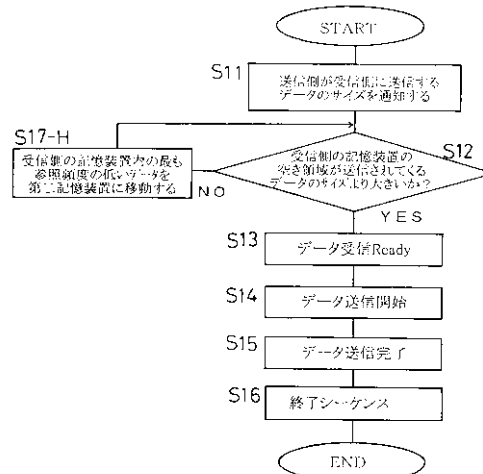 START
S11
送信側が受信側に送信する
データのサイズを通知する
S17-H
受信側の記憶装置内の最も
参照頻度の低いデータを
第二記憶装置に移動する
S12
受信側の記憶装置の
空き領域が送信されてくる
データのサイズより大きいか?
NO
YES
S13
データ受信Ready
S14
データ送信開始
S15
データ送信完了
S16
終了シーケンス
END